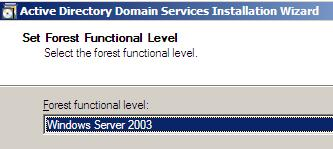 Active Directory Domain Services Installation Wizard
Set Forest Functional Level
Select the forest functional level.
Forest functional level:
Windows Server 2003